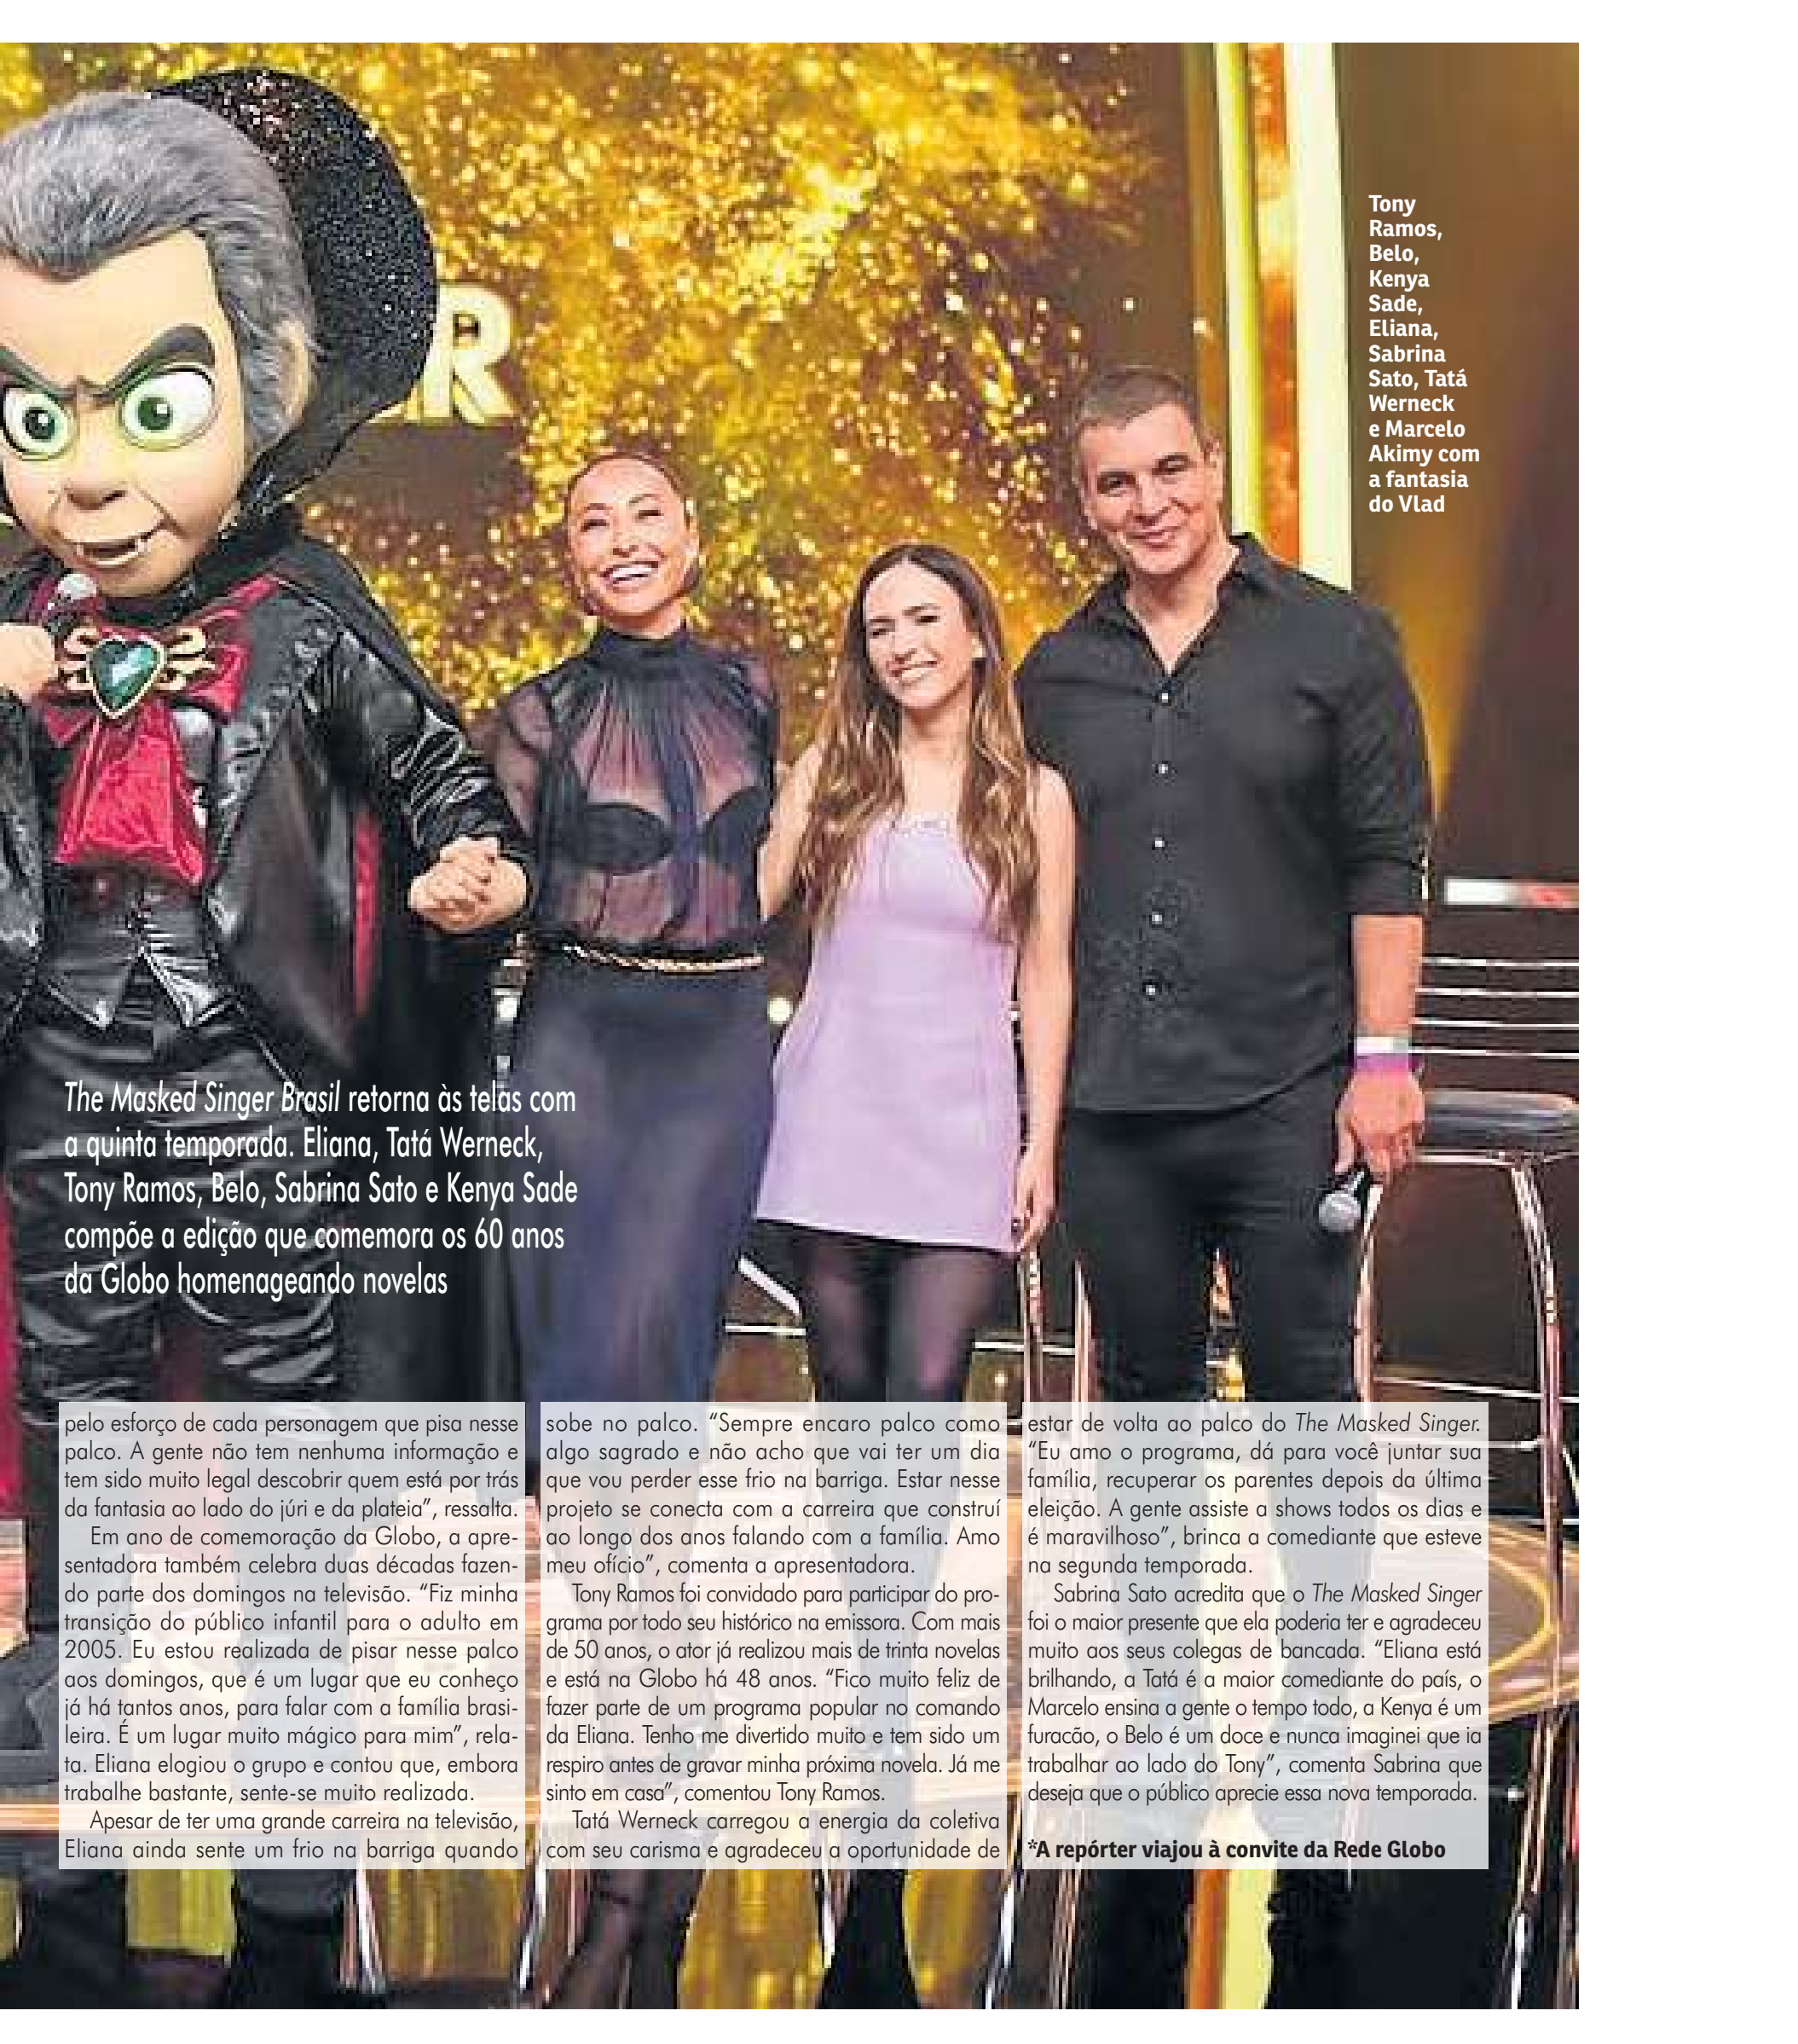 R
Tony
Ramos,
Belo,
Kenya
Sade,
Eliana,
Sabrina
Sato, Tatá
Werneck
e Marcelo
Akimy com
a fantasia
do Vlad
The Masked Singer Brasil retorna às telas com
a quinta temporada. Eliana, Tatá Werneck,
Tony Ramos, Belo, Sabrina Sato e Kenya Sade
compõe a edição que comemora os 60 anos
da Globo homenageando novelas
pelo esforço de cada personagem que pisa nesse
palco. A gente não tem nenhuma informação e
tem sido muito legal descobrir quem está por trás
da fantasia ao lado do júri e da plateia”, ressalta.
Em ano de comemoração da Globo, a apre-
sentadora também celebra duas décadas fazen-
do parte dos domingos na televisão. “Fiz minha
transição do público infantil para o adulto em
2005. Eu estou realizada de pisar nesse palco
aos domingos, que é um lugar que eu conheço
já há tantos anos, para falar com a família brasi-
leira. É um lugar muito mágico para mim”, rela-
ta. Eliana elogiou o grupo e contou que, embora
trabalhe bastante, sente-se muito realizada.
Apesar de ter uma grande carreira na televisão,
Eliana ainda sente um frio na barriga quando
sobe no palco. “Sempre encaro palco como
algo sagrado e não acho que vai ter um dia
que vou perder esse frio na barriga. Estar nesse
projeto se conecta com a carreira que construí
ao longo dos anos falando com a família. Amo
meu ofício”, comenta a apresentadora.
Tony Ramos foi convidado para participar do pro-
grama por todo seu histórico na emissora. Com mais
de 50 anos, o ator já realizou mais de trinta novelas
e está na Globo há 48 anos. “Fico muito feliz de
fazer parte de um programa popular no comando
da Eliana. Tenho me divertido muito e tem sido um
respiro antes de gravar minha próxima novela. Já me
sinto em casa”, comentou Tony Ramos.
Tatá Werneck carregou a energia da coletiva
com seu carisma e agradeceu a oportunidade de
estar de volta ao palco do The Masked Singer.
“Eu amo o programa, dá para você juntar sua
família, recuperar os parentes depois da última
eleição. A gente assiste a shows todos os dias e
é maravilhoso”, brinca a comediante que esteve
na segunda temporada.
Sabrina Sato acredita que o The Masked Singer
foi o maior presente que ela poderia ter e agradeceu
muito aos seus colegas de bancada. “Eliana está
brilhando, a Tatá é a maior comediante do país, o
Marcelo ensina a gente o tempo todo, a Kenya é um
furacão, o Belo é um doce e nunca imaginei que ia
trabalhar ao lado do Tony”, comenta Sabrina que
deseja que o público aprecie essa nova temporada.
*A repórter viajou à convite da Rede Globo